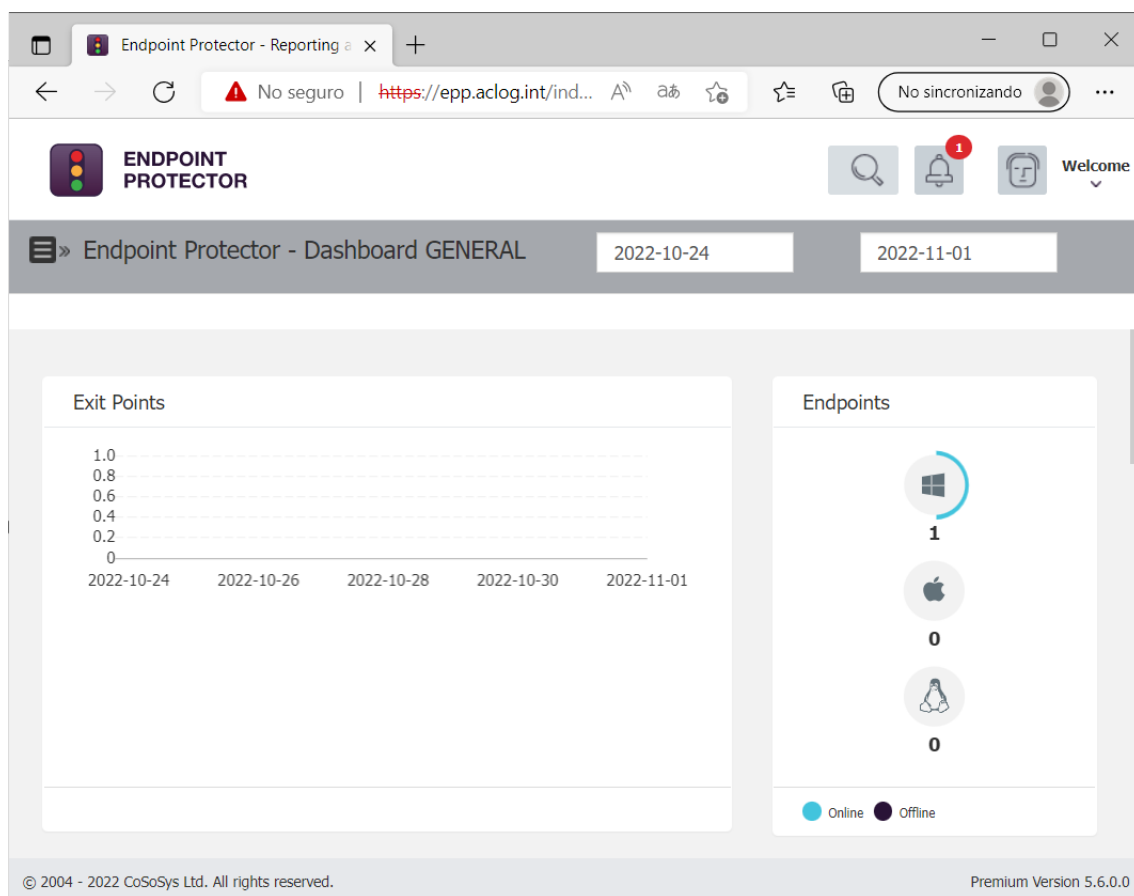 Endpoint Protector - Reporting a
No seguro | https://epp.aclog.int/ind...
No sincronizando
ENDPOINT
PROTECTOR
1
Welcome
Endpoint Protector - Dashboard GENERAL
2022-10-24
2022-11-01
Exit Points
1.0
0.8
0.6
0.4
0.2
0
2022-10-24 2022-10-26 2022-10-28 2022-10-30 2022-11-01
Endpoints
1
0
0
Online Offline
© 2004 - 2022 CoSoSys Ltd. All rights reserved.
Premium Version 5.6.0.0